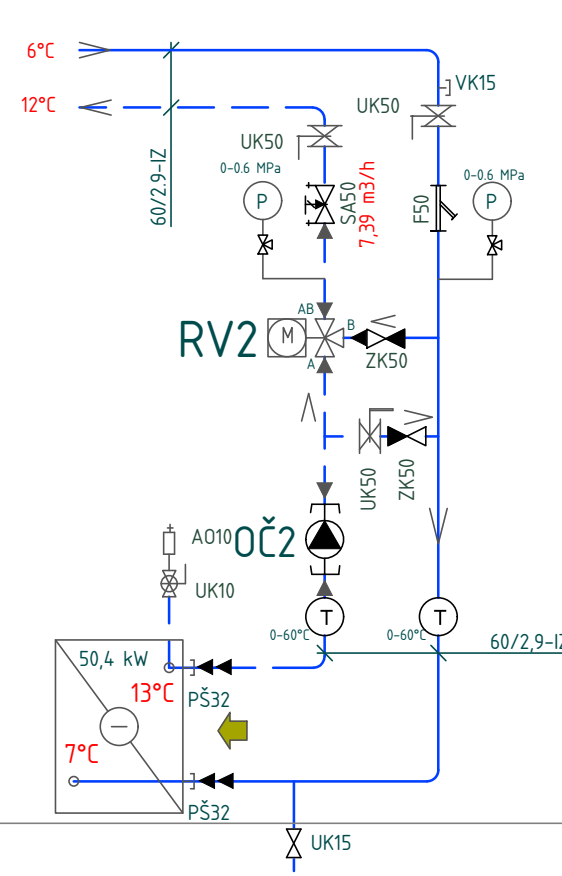 6°C
VK15
12°C
UK50
UK50
0-0.6 MPa
0-0.6 MPa
60/2.9-IZ
P
SA50
7,39 m3/h
F50
P
AB
B
RV2
M
A
ZK50
UK50
ZK50
AO10
OČ2
UK10
T
T
0-60°C
0-60°C
60/2,9-IZ
50,4 kW
13°C
PŠ32
7°C
PŠ32
UK15